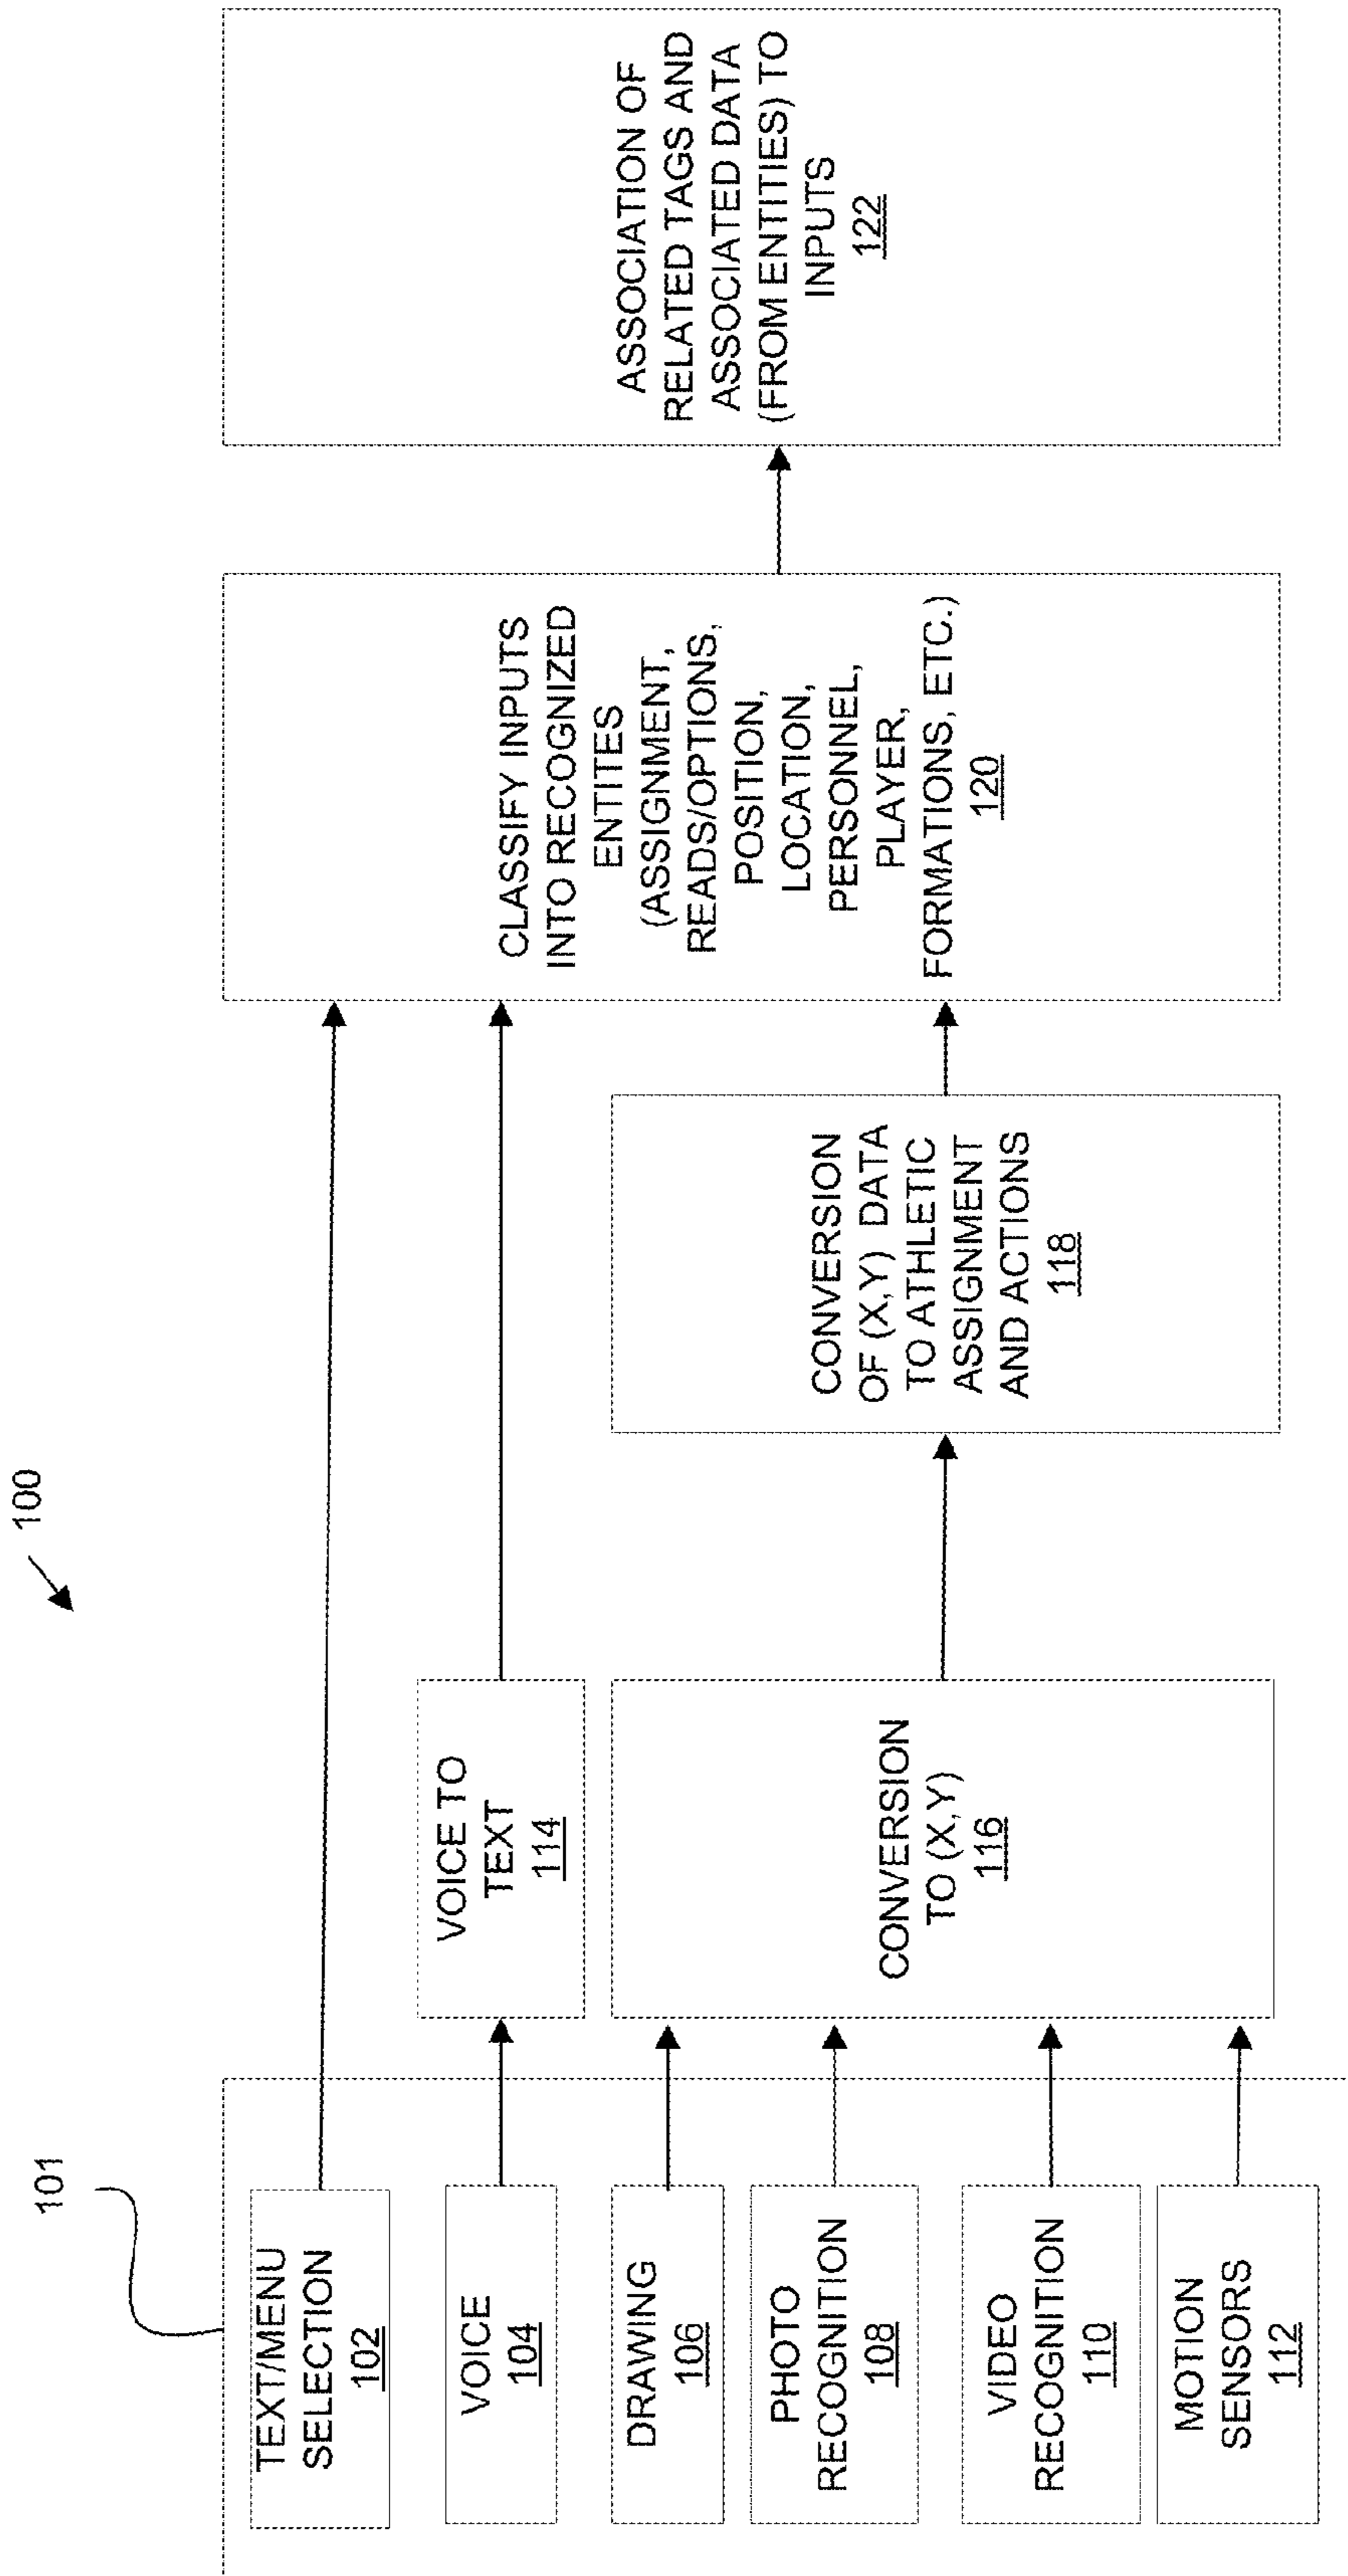 100
101
TEXT/MENU
SELECTION
102
VOICE
104
DRAWING
106
PHOTO
RECOGNITION
108
VIDEO
RECOGNITION
110
MOTION
SENSORS
112
VOICE TO
TEXT
114
CONVERSION
TO (X,Y)
116
CONVERSION
OF (X,Y) DATA
TO ATHLETIC
ASSIGNMENT
AND ACTIONS
118
CLASSIFY INPUTS
INTO RECOGNIZED
ENTITES
(ASSIGNMENT,
READS/OPTIONS,
POSITION,
LOCATION,
PERSONNEL,
PLAYER,
FORMATIONS, ETC.)
120
ASSOCIATION OF
RELATED TAGS AND
ASSOCIATED DATA
(FROM ENTITIES) TO
INPUTS
122